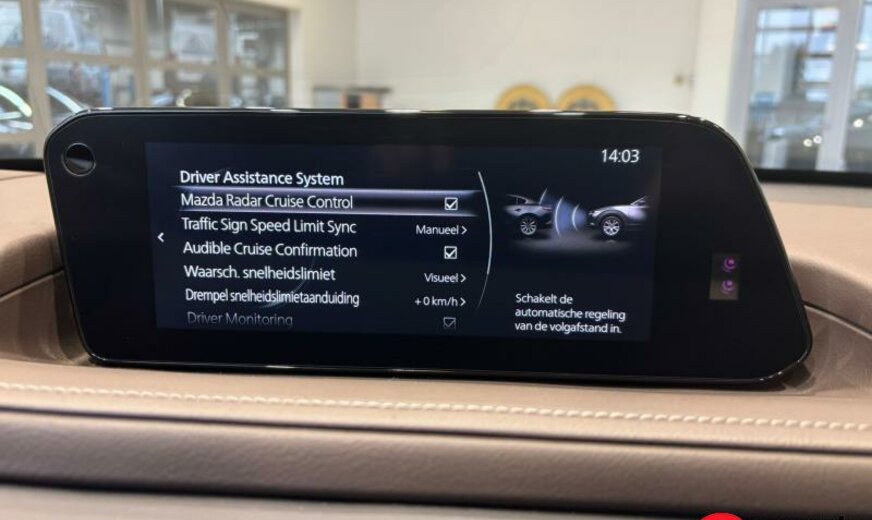 14:03
Driver Assistance System
Mazda Radar Cruise Control
Traffic Sign Speed Limit Sync Manueel >
Audible Cruise Confirmation
Waarsch. snelheidslimiet Visueel >
Drempel snelheidslimietaanduiding + 0 km/h >
Driver Monitoring
Schakelt de
automatische regeling
van de volgafstand in.